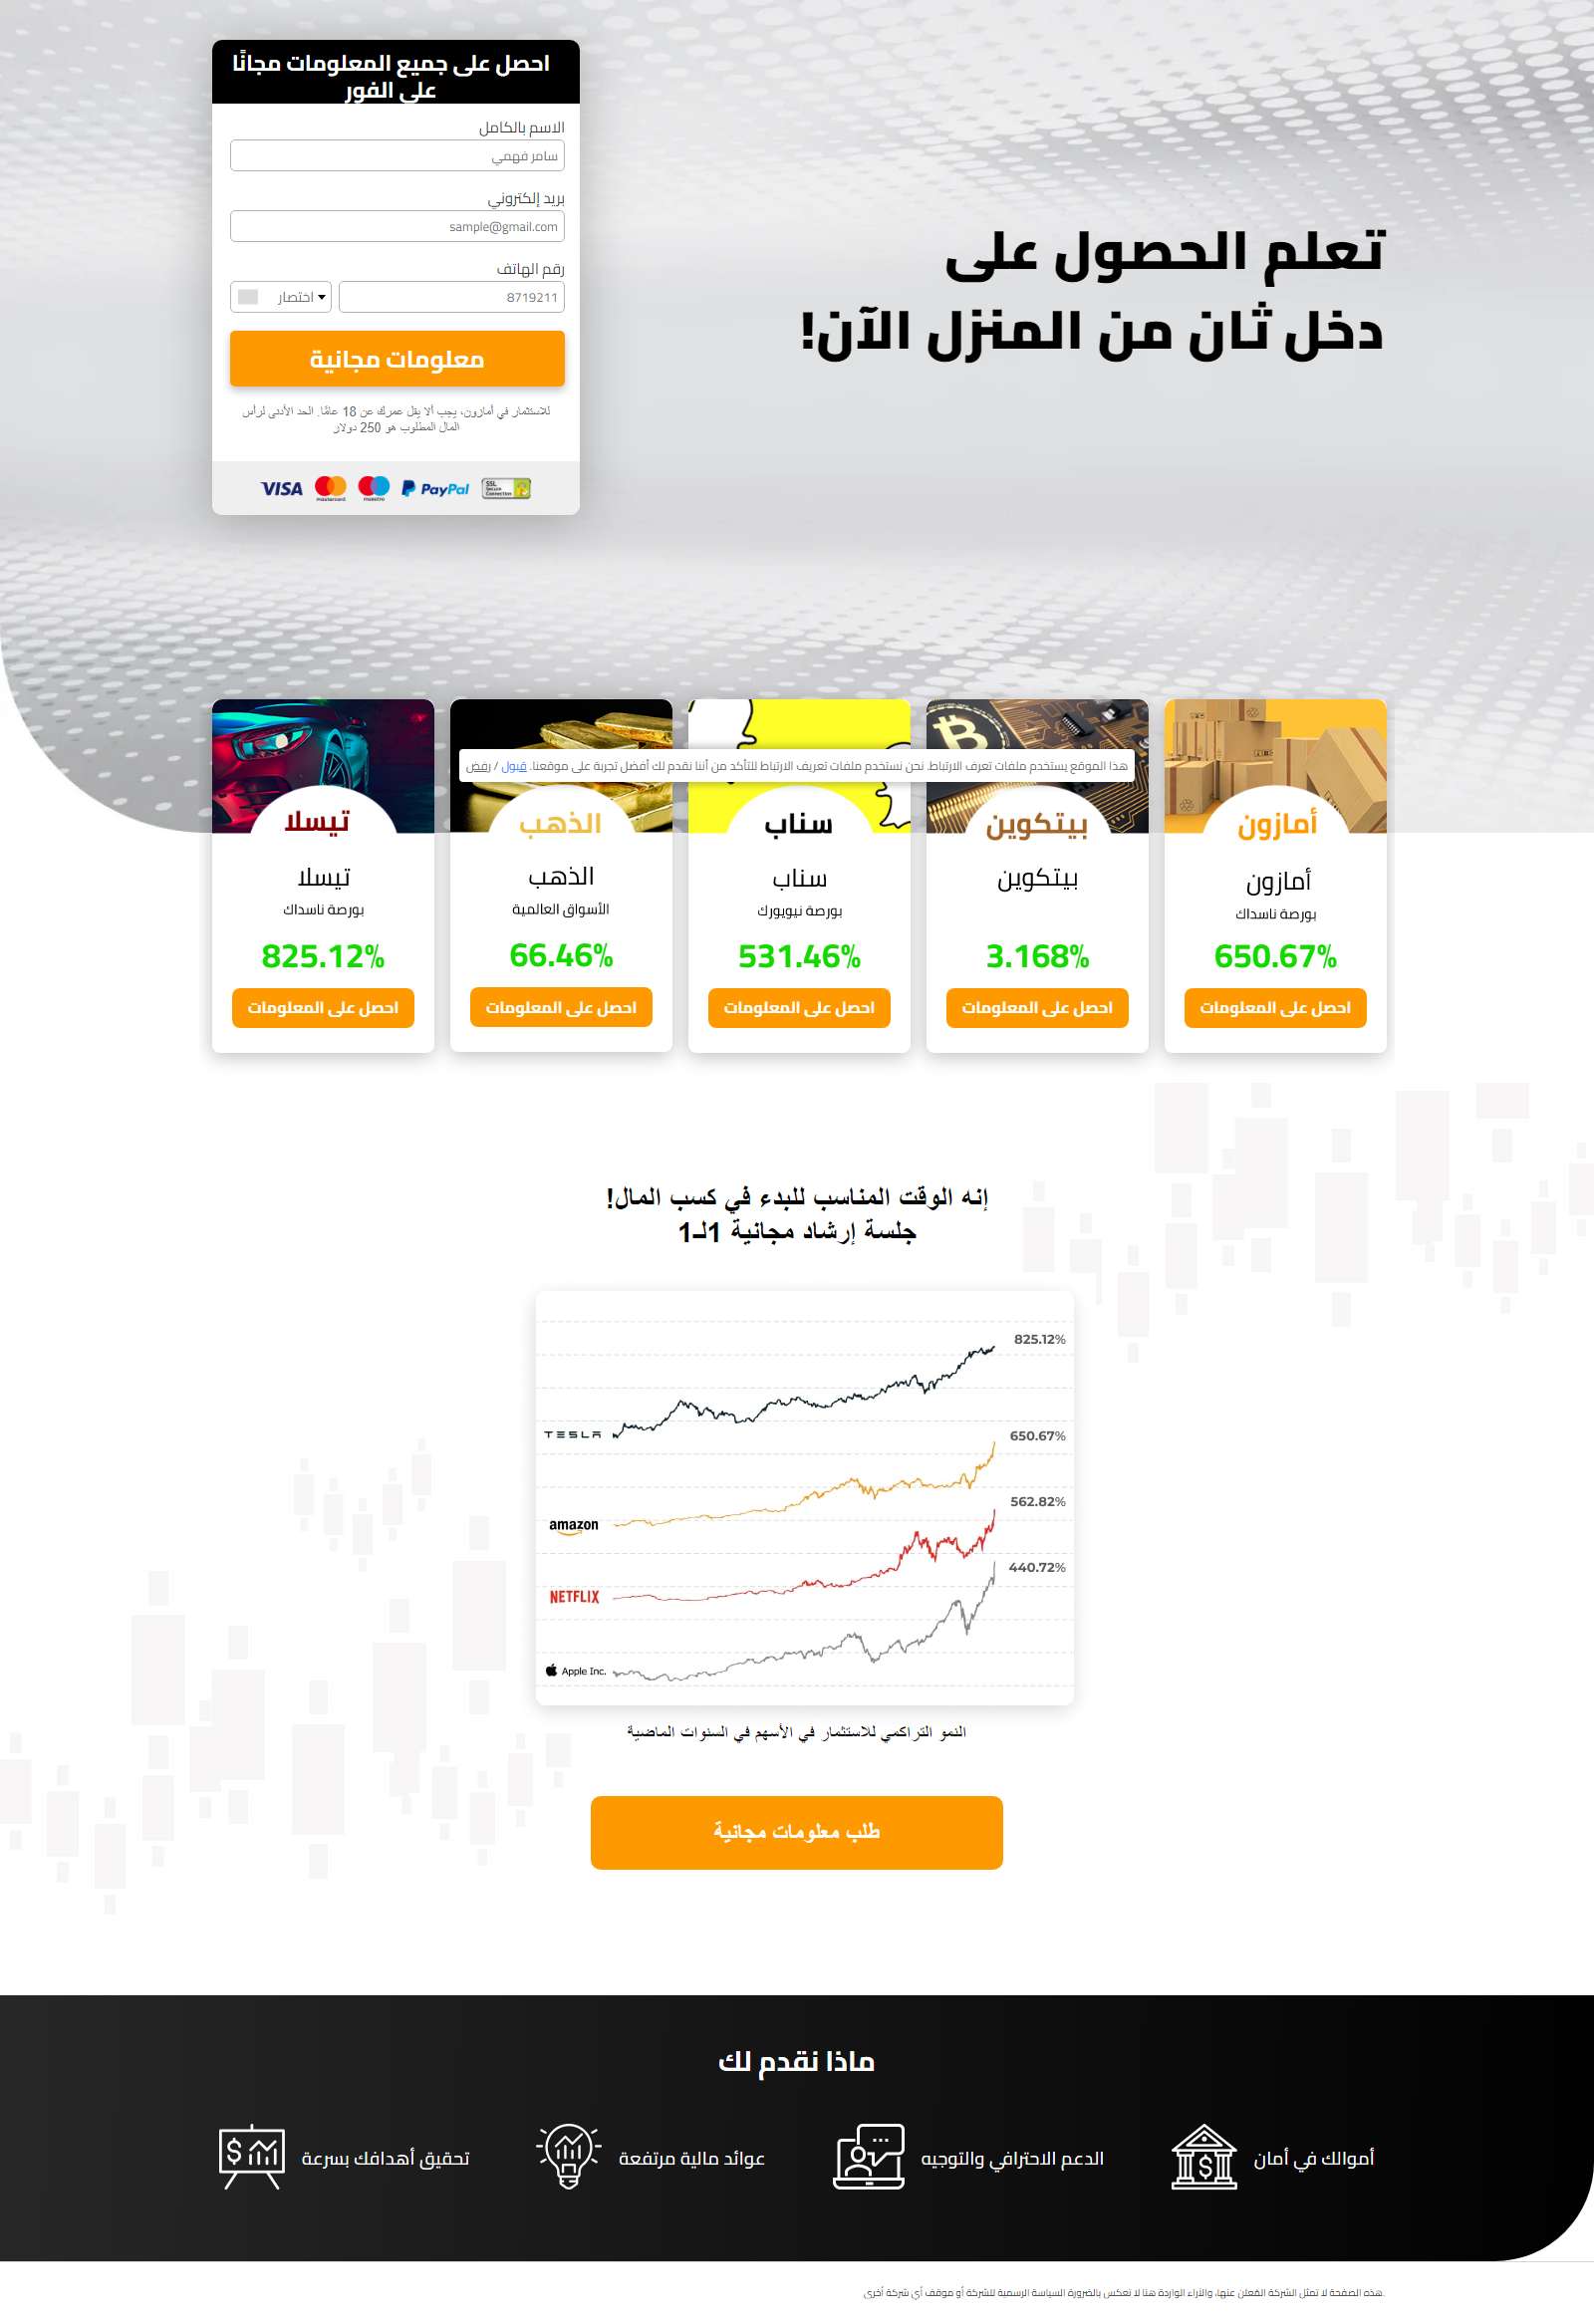 احصل على جميع المعلومات مجانًا
على الفور
الاسم بالكامل
سامر فهمي
بريد إلكتروني
sample@gmail.com
رقم الهاتف
8719211
اختصار
معلومات مجانية
للاستثمار في أمازون، يجب ألا يقل عمرك عن 18 عامًا. الحد الأدنى لرأس
المال المطلوب هو 250 دولار
VISA
mastercard
maestro
PayPal
SSL
Secure
Connection
تعلم الحصول على
دخل ثان من المنزل الآن!
هذا الموقع يستخدم ملفات تعرف الارتباط. نحن نستخدم ملفات تعريف الارتباط للتأكد من أننا نقدم لك أفضل تجربة على موقعنا. قبول / رفض
أمازون
أمازون
بورصة ناسداك
650.67%
احصل على المعلومات
بيتكوين
بيتكوين
3.168%
احصل على المعلومات
سناب
سناب
بورصة نيويورك
531.46%
احصل على المعلومات
الذهب
الذهب
الأسواق العالمية
66.46%
احصل على المعلومات
تيسلا
تيسلا
بورصة ناسداك
825.12%
احصل على المعلومات
إنه الوقت المناسب للبدء في كسب المال!
جلسة إرشاد مجانية 1لـ1
825.12%
TESLA
650.67%
amazon
562.82%
NETFLIX
440.72%
Apple Inc.
النمو التراكمي للاستثمار في الأسهم في السنوات الماضية
طلب معلومات مجانية
ماذا نقدم لك
أموالك في أمان
الدعم الاحترافي والتوجيه
عوائد مالية مرتفعة
تحقيق أهدافك بسرعة
هذه الصفحة لا تمثل الشركة المُعلن عنها، والآراء الواردة هنا لا تعكس بالضرورة السياسة الرسمية للشركة أو موقف أي شركة أخرى.